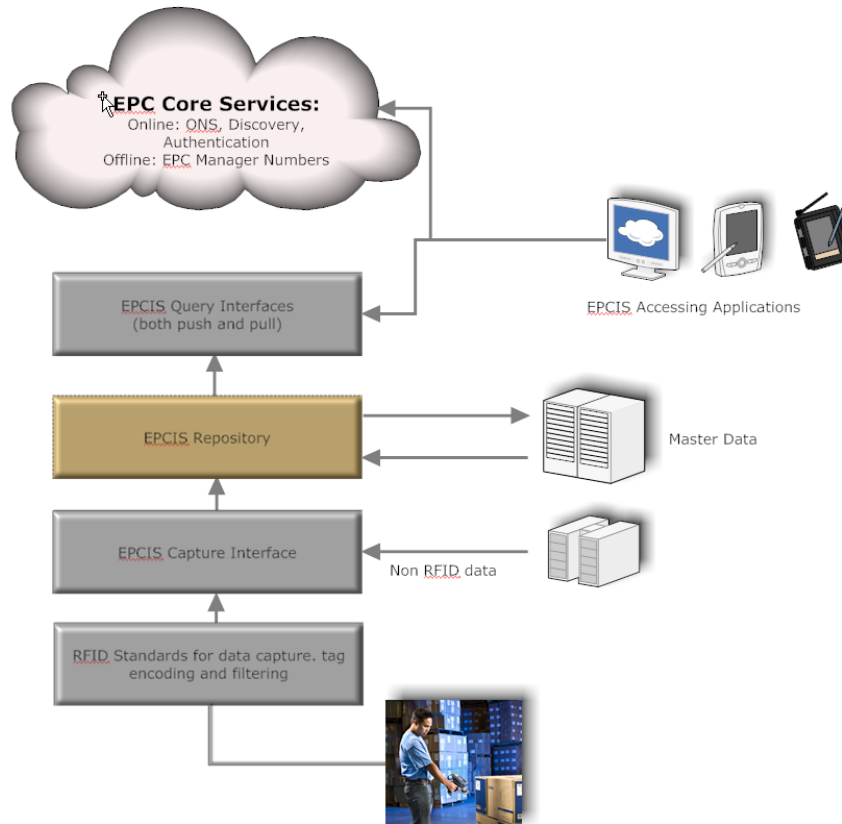 EPC Core Services:
Online: ONS, Discovery,
Authentication
Offline: EPC Manager Numbers
EPCIS Query Interfaces
(both push and pull)
EPCIS Accessing Applications
EPCIS Repository
Master Data
EPCIS Capture Interface
Non RFID data
RFID Standards for data capture. tag
encoding and filtering